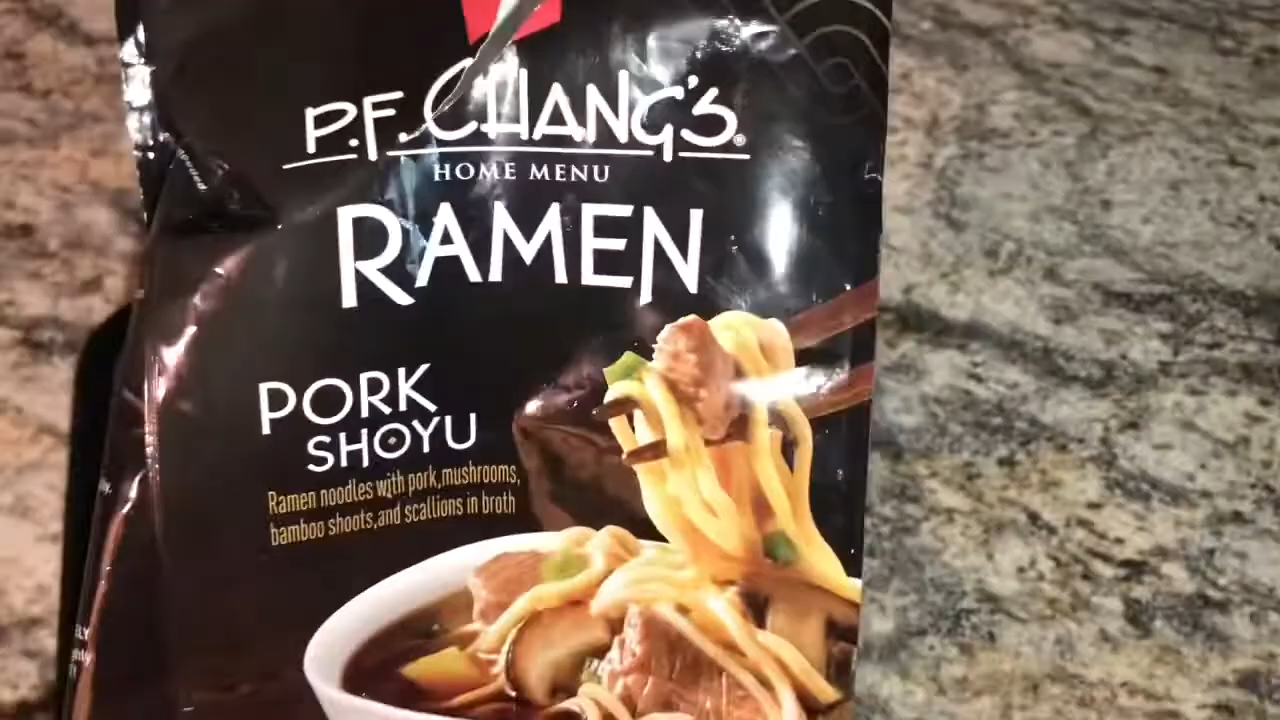 P.F. CHANG'S®
HOME MENU
RAMEN
PORK
SHOYU
Ramen noodles with pork, mushrooms,
bamboo shoots, and scallions in broth